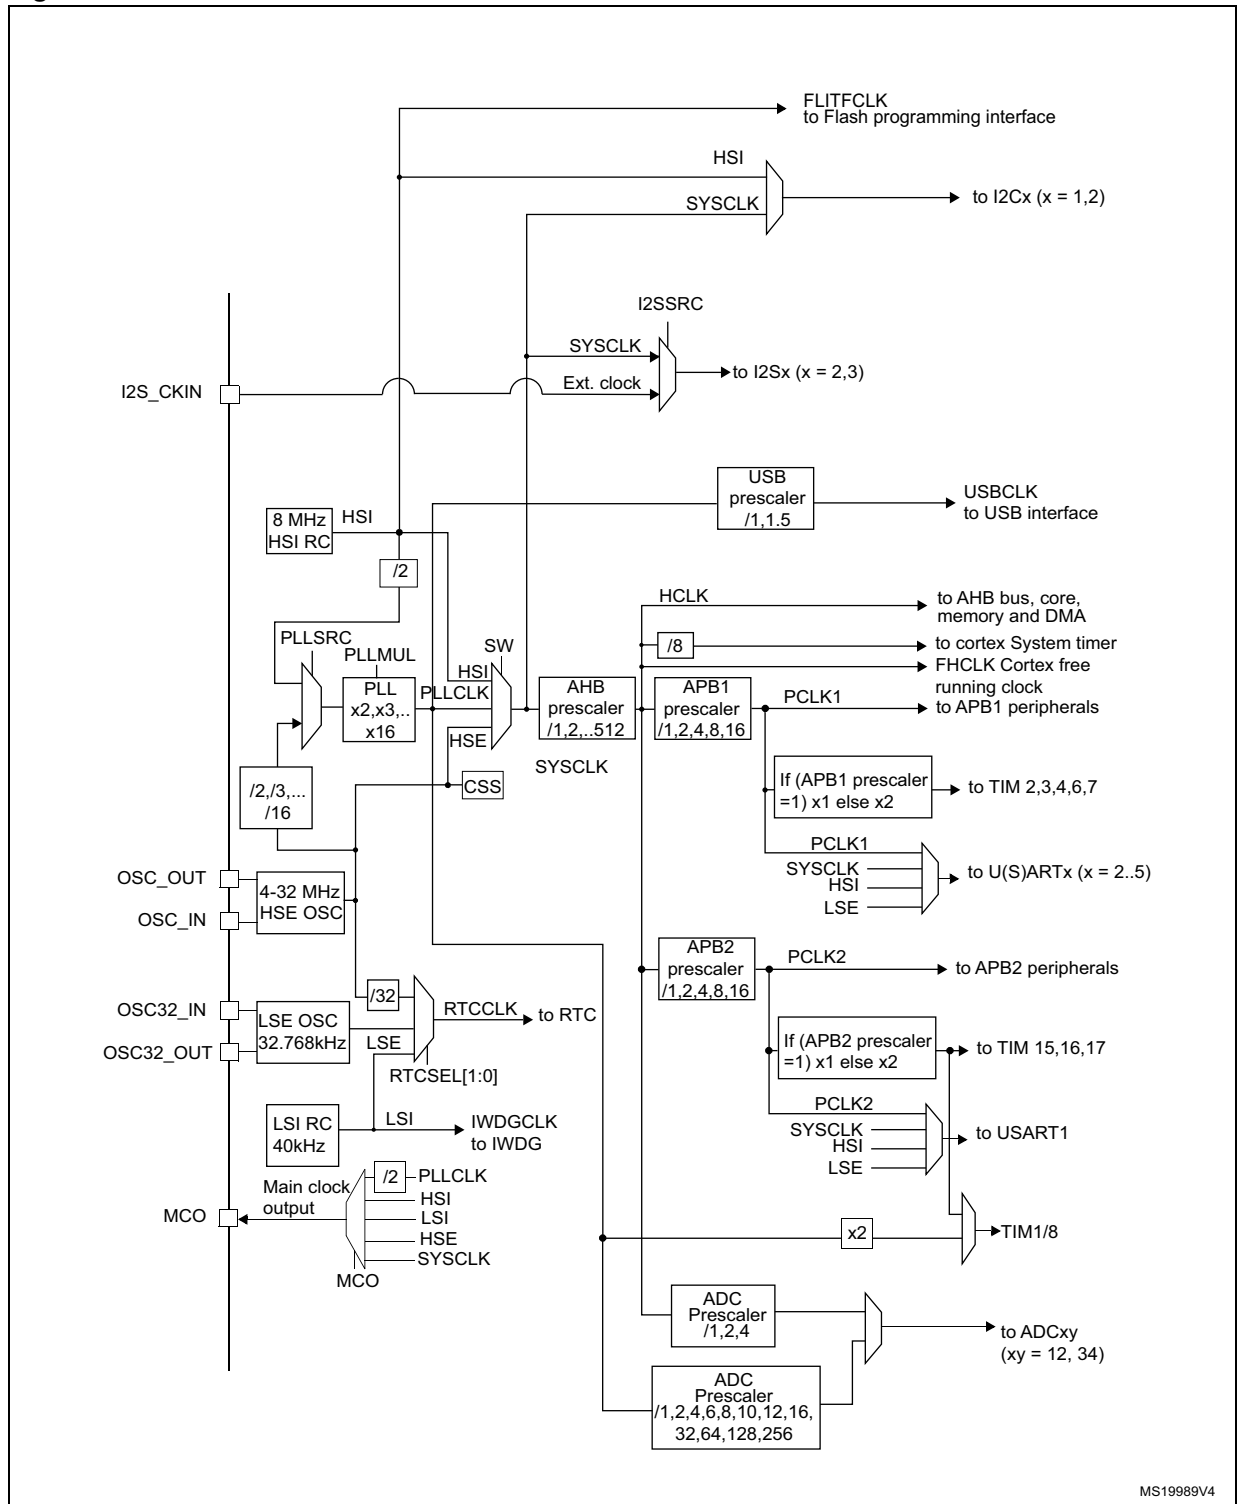 FLITFCLK
to Flash programming interface
HSI
SYSCLK
to I2Cx (x = 1,2)
I2SSRC
SYSCLK
to I2Sx (x = 2,3)
Ext. clock
I2S_CKIN
USB
prescaler
/1,1.5
USBCLK
to USB interface
8 MHz
HSI RC
HSI
/2
HCLK
to AHB bus, core,
memory and DMA
/8
to cortex System timer
FHCLK Cortex free
running clock
PLLSRC
PLLMUL
SW
HSI
PLL
x2,x3,..
x16
PLLCLK
HSE
AHB
prescaler
/1,2,..512
APB1
prescaler
/1,2,4,8,16
PCLK1
to APB1 peripherals
SYSCLK
CSS
/2,/3,...
/16
If (APB1 prescaler
=1) x1 else x2
to TIM 2,3,4,6,7
PCLK1
SYSCLK
HSI
LSE
to U(S)ARTx (x = 2..5)
OSC_OUT
OSC_IN
4-32 MHz
HSE OSC
APB2
prescaler
/1,2,4,8,16
PCLK2
to APB2 peripherals
/32
OSC32_IN
OSC32_OUT
LSE OSC
32.768kHz
RTCCLK
to RTC
LSE
RTCSEL[1:0]
If (APB2 prescaler
=1) x1 else x2
to TIM 15,16,17
PCLK2
SYSCLK
HSI
LSE
to USART1
LSI RC
40kHz
LSI
IWDGCLK
to IWDG
/2
PLLCLK
HSI
LSI
HSE
SYSCLK
Main clock
output
MCO
MCO
x2
TIM1/8
ADC
Prescaler
/1,2,4
to ADCxy
(xy = 12, 34)
ADC
Prescaler
/1,2,4,6,8,10,12,16,
32,64,128,256
MS19989V4